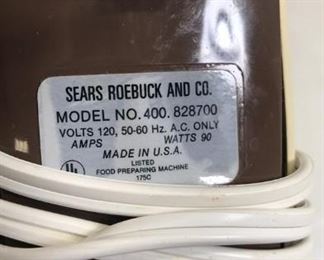 SEARS ROEBUCK AND CO.
MODEL NO. 400. 828700
VOLTS 120, 50-60 Hz. A.C. ONLY
AMPS WATTS 90
MADE IN U.S.A.
UL LISTED
FOOD PREPARING MACHINE
175C